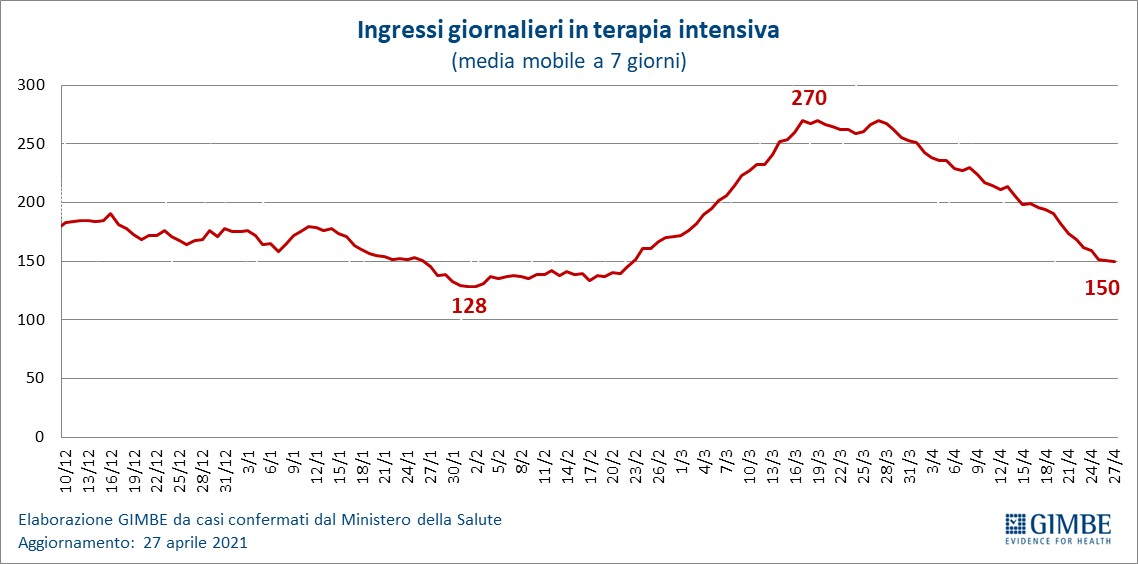 Ingressi giornalieri in terapia intensiva
(media mobile a 7 giorni)
300
250
200
150
100
50
0
270
128
150
10/12 13/12 16/12 19/12 22/12 25/12 28/12 31/12 3/1 6/1 9/1 12/1 15/1 18/1 21/1 24/1 27/1 30/1 2/2 5/2 8/2 11/2 14/2 17/2 20/2 23/2 26/2 1/3 4/3 7/3 10/3 13/3 16/3 19/3 22/3 25/3 28/3 31/3 3/4 6/4 9/4 12/4 15/4 18/4 21/4 24/4 27/4
Elaborazione GIMBE da casi confermati dal Ministero della Salute
Aggiornamento: 27 aprile 2021
GIMBE
EVIDENCE FOR HEALTH